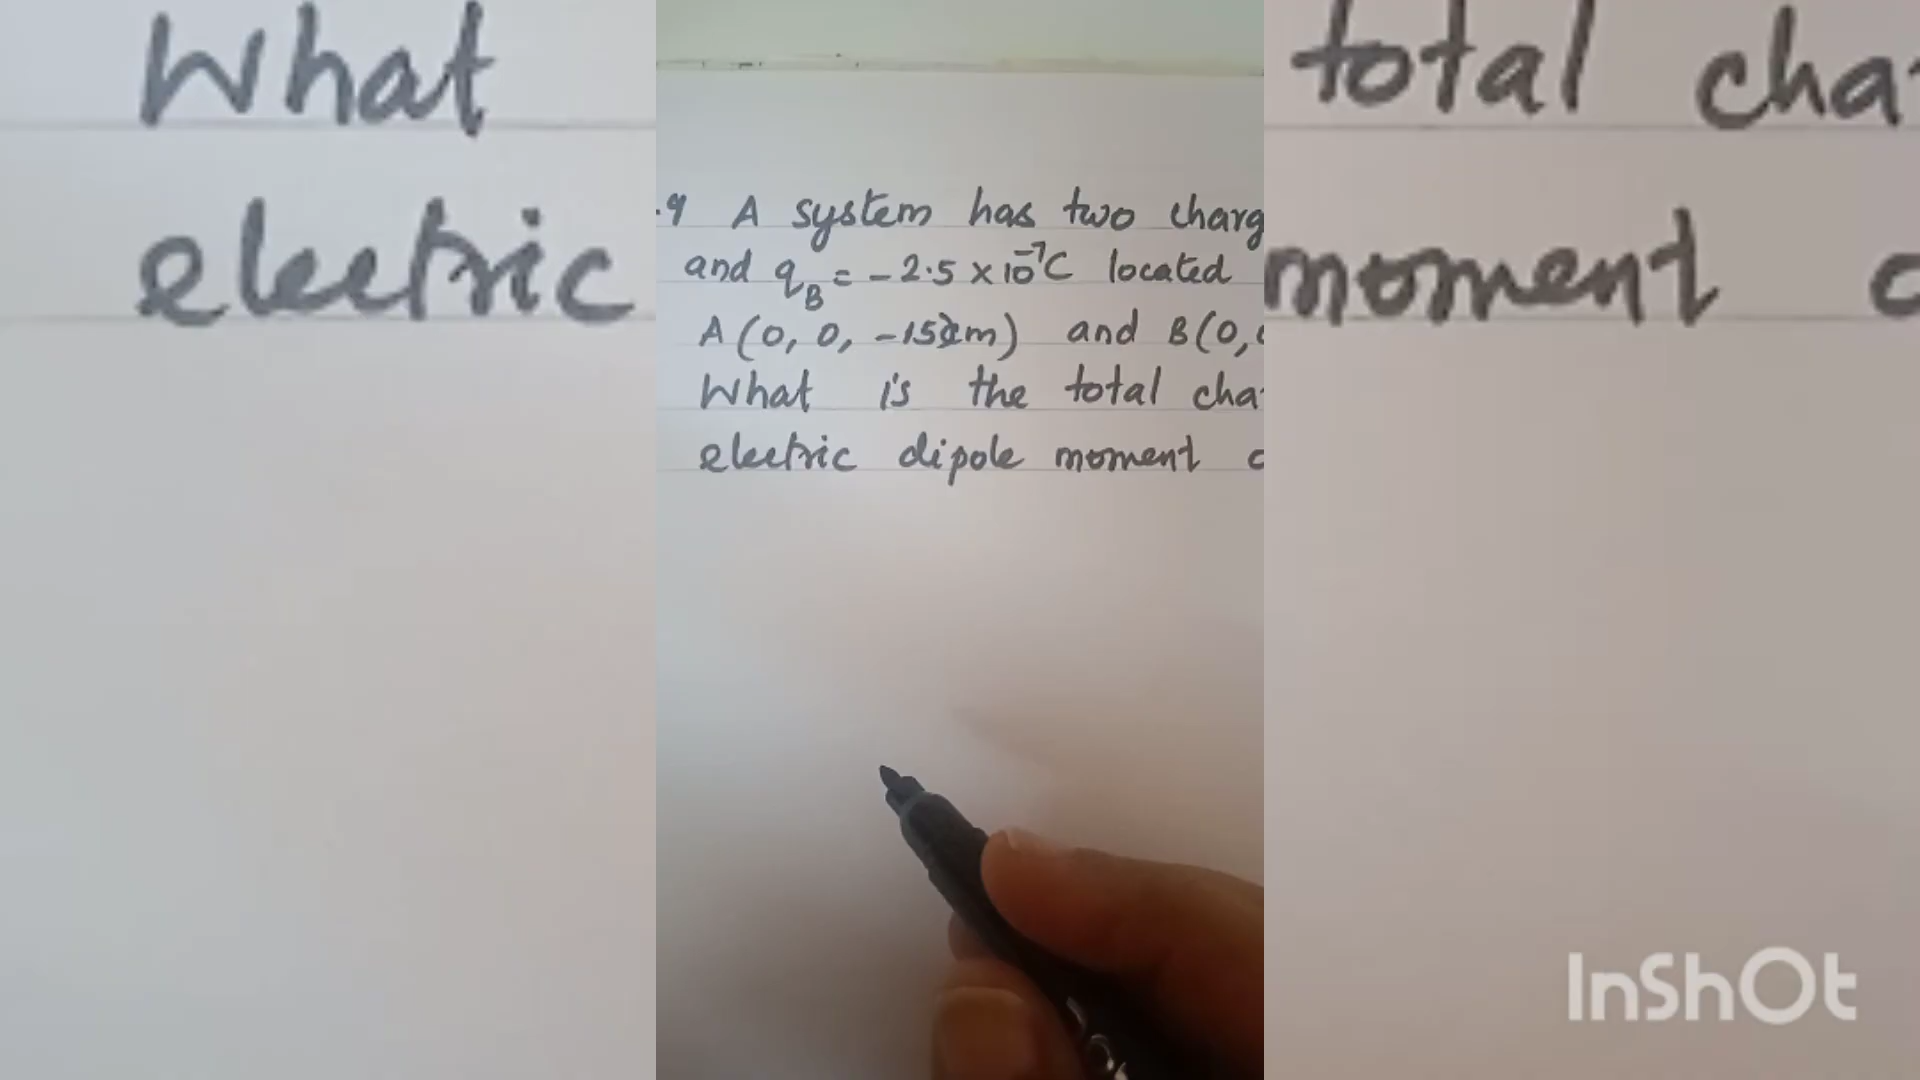 What
electric
.9 A system has two charg
and qB = -2.5 x 10⁻⁷C located
A(0, 0, -15cm) and B(0,
What is the total cha
electric dipole moment
total cha
moment
InShOt